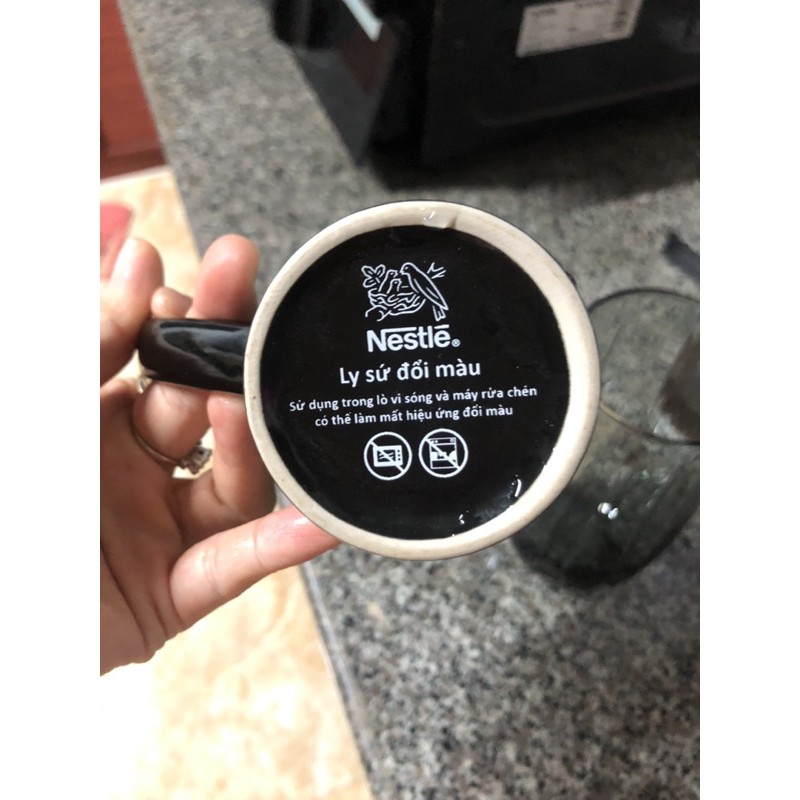 Nestlé®
Ly sứ đổi màu
Sử dụng trong lò vi sóng và máy rửa chén
có thể làm mất hiệu ứng đổi màu